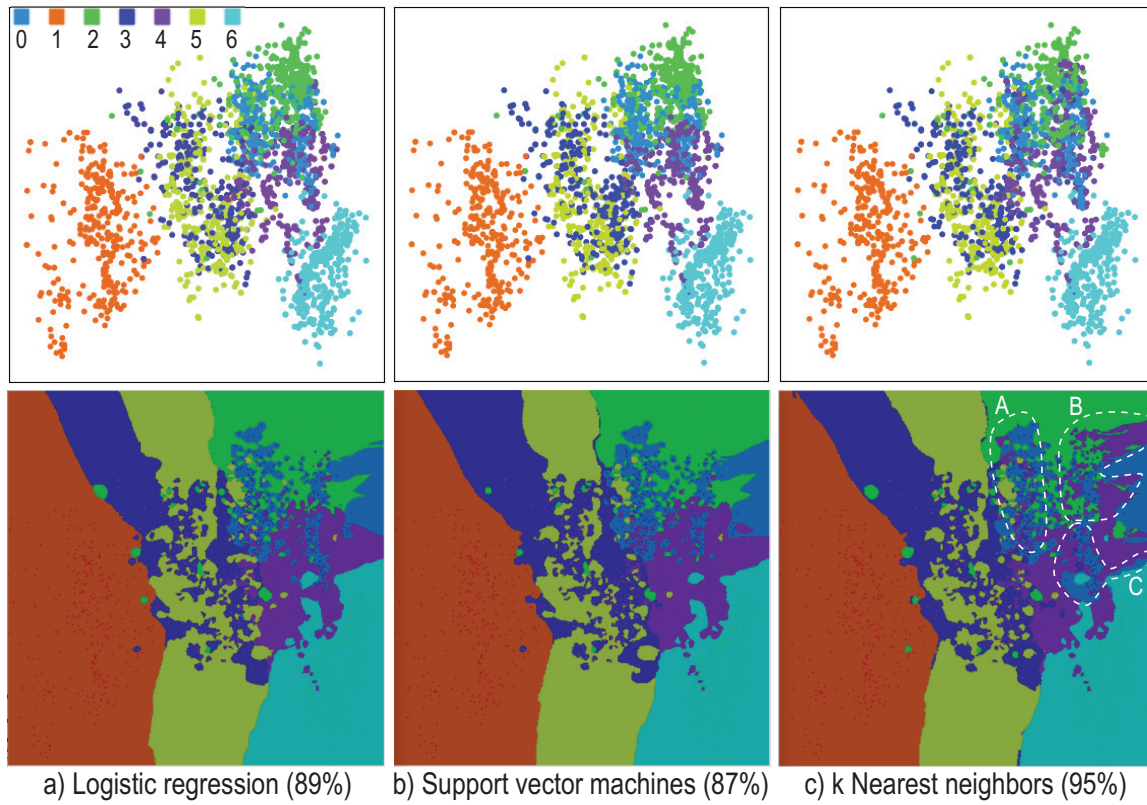 0 1 2 3 4 5 6
A B
C
a) Logistic regression (89%) b) Support vector machines (87%) c) k Nearest neighbors (95%)